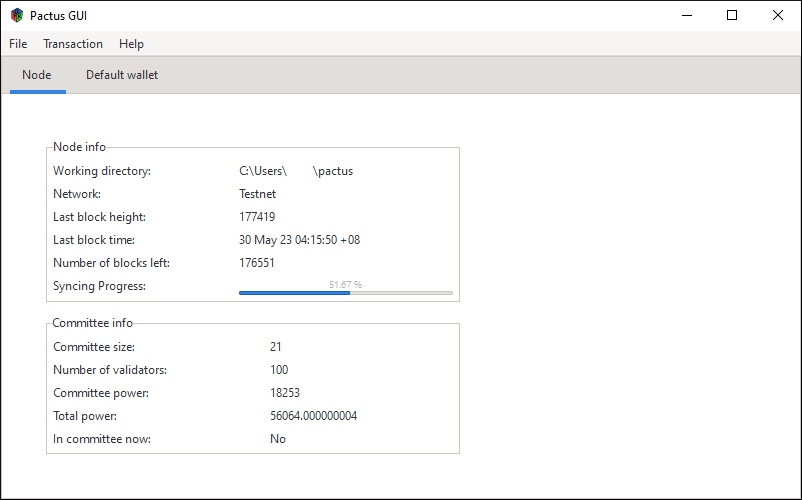 Pactus GUI
File Transaction Help
Node Default wallet
Node info
Working directory: C:\Users\ \pactus
Network: Testnet
Last block height: 177419
Last block time: 30 May 23 04:15:50 +08
Number of blocks left: 176551
Syncing Progress: 51.67 %
Committee info
Committee size: 21
Number of validators: 100
Committee power: 18253
Total power: 56064.000000004
In committee now: No